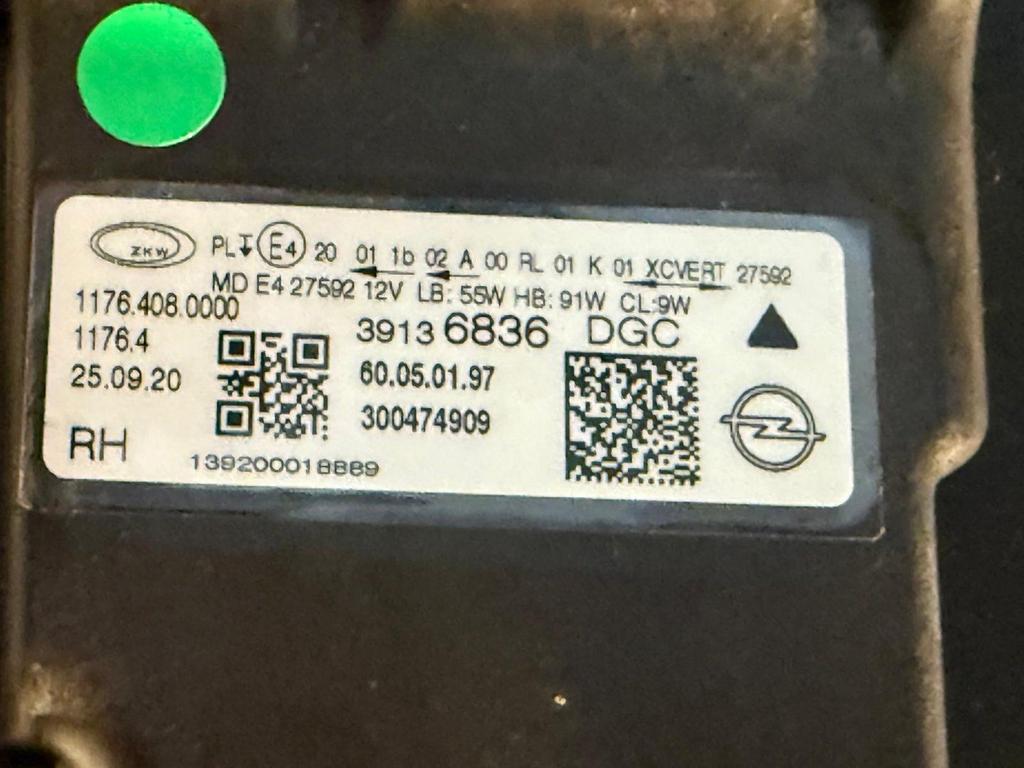 ZKW PL E4 20 01 1b 02 A 00 RL 01 K 01 XCVERT 27592
MD E4 27592 12V LB: 55W HB: 91W CL:9W
1176.408.0000
39136836 DGC
1176.4
60.05.01.97
25.09.20
300474909
RH
139200018889